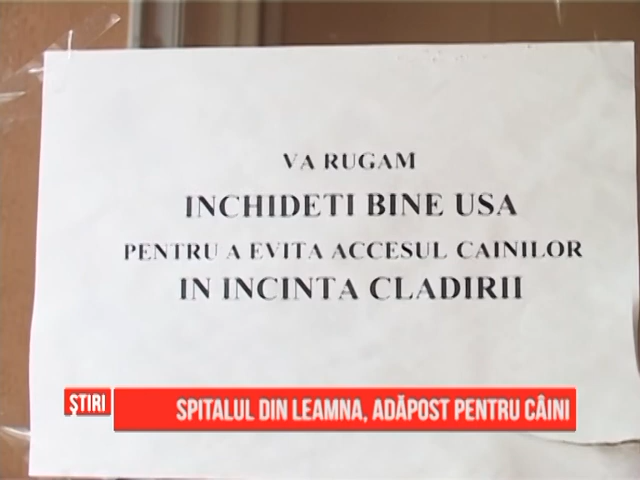 VA RUGAM
INCHIDETI BINE USA
PENTRU A EVITA ACCESUL CAINILOR
IN INCINTA CLADIRII
ŞTIRI
SPITALUL DIN LEAMNA, ADĂPOST PENTRU CÂINI